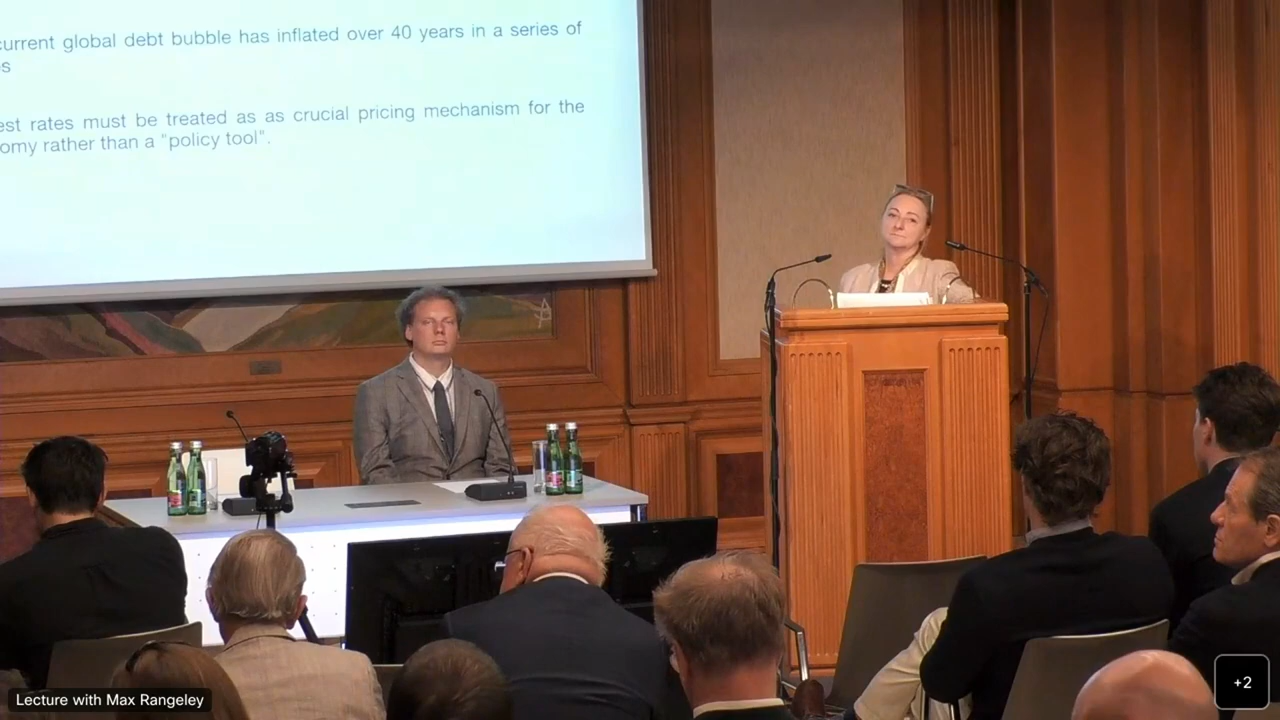 current global debt bubble has inflated over 40 years in a series of
s
est rates must be treated as as crucial pricing mechanism for the
omy rather than a "policy tool".
Lecture with Max Rangeley
+2